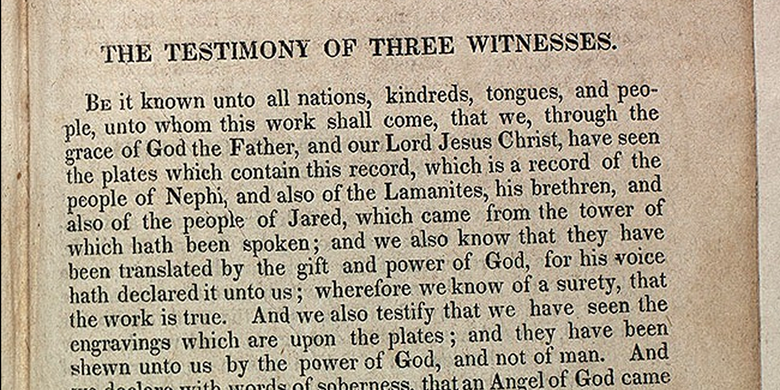 THE TESTIMONY OF THREE WITNESSES.
BE it known unto all nations, kindreds, tongues, and peo-
ple, unto whom this work shall come, that we, through the
grace of God the Father, and our Lord Jesus Christ, have seen
the plates which contain this record, which is a record of the
people of Nephi, and also of the Lamanites, his brethren, and
also of the people of Jared, which came from the tower of
which hath been spoken; and we also know that they have
been translated by the gift and power of God, for his voice
hath declared it unto us; wherefore we know of a surety, that
the work is true. And we also testify that we have seen the
engravings which are upon the plates; and they have been
shewn unto us by the power of God, and not of man. And
we declare with words of soberness, that an Angel of God came